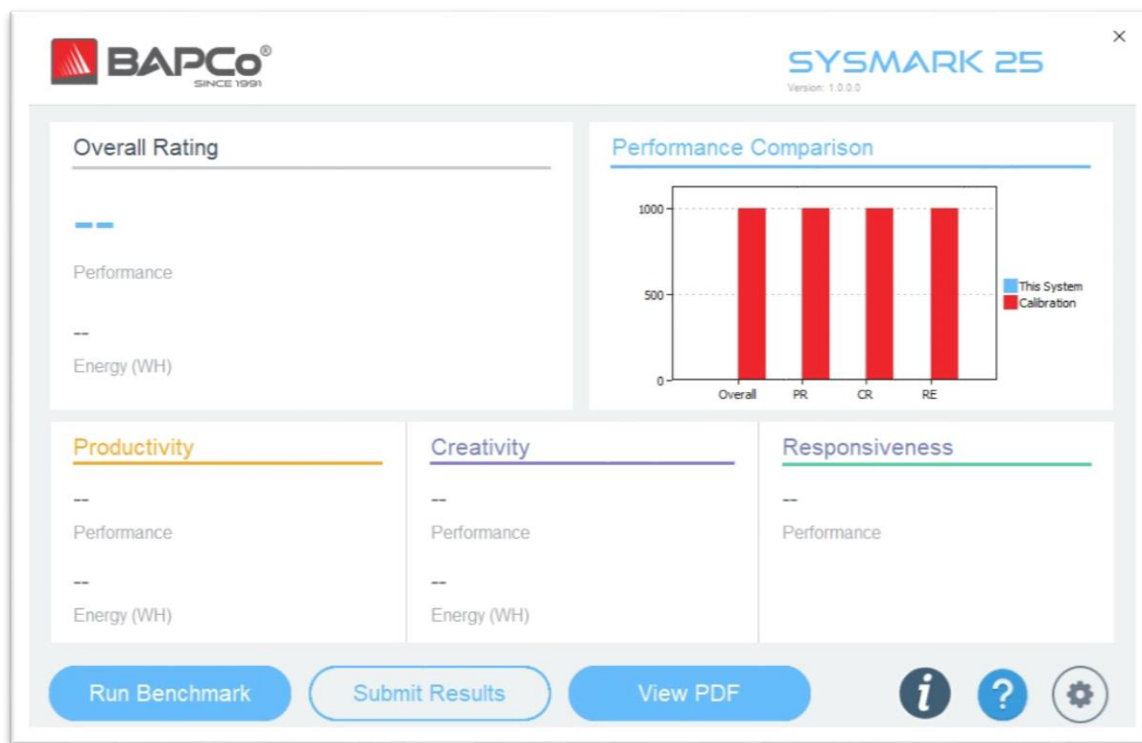 BAPCo®
SINCE 1991
SYSMARK 25
Version: 1.0.0.0
Overall Rating
--
Performance
--
Energy (WH)
Performance Comparison
1000
500
0
Overall PR CR RE
This System
Calibration
Productivity
--
Performance
--
Energy (WH)
Creativity
--
Performance
--
Energy (WH)
Responsiveness
--
Performance
Run Benchmark
Submit Results
View PDF
i
?